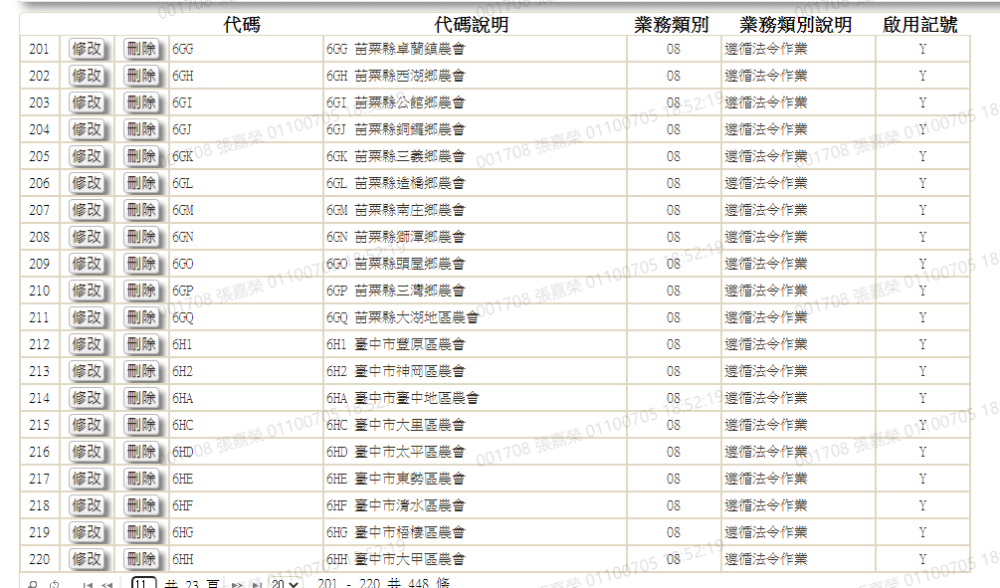 代碼 代碼說明 業務類別 業務類別說明 啟用記號
201 修改 刪除 6GG 6GG 苗栗縣卓蘭鎮農會 08 遵循法令作業 Y
202 修改 刪除 6GH 6GH 苗栗縣西湖鄉農會 08 遵循法令作業 Y
203 修改 刪除 6GI 6GI 苗栗縣公館鄉農會 08 遵循法令作業 Y
204 修改 刪除 6GJ 6GJ 苗栗縣銅鑼鄉農會 08 遵循法令作業 Y
205 修改 刪除 6GK 6GK 苗栗縣三義鄉農會 08 遵循法令作業 Y
206 修改 刪除 6GL 6GL 苗栗縣造橋鄉農會 08 遵循法令作業 Y
207 修改 刪除 6GM 6GM 苗栗縣南庄鄉農會 08 遵循法令作業 Y
208 修改 刪除 6GN 6GN 苗栗縣獅潭鄉農會 08 遵循法令作業 Y
209 修改 刪除 6GO 6GO 苗栗縣頭屋鄉農會 08 遵循法令作業 Y
210 修改 刪除 6GP 6GP 苗栗縣三灣鄉農會 08 遵循法令作業 Y
211 修改 刪除 6GQ 6GQ 苗栗縣大湖地區農會 08 遵循法令作業 Y
212 修改 刪除 6H1 6H1 臺中市豐原區農會 08 遵循法令作業 Y
213 修改 刪除 6H2 6H2 臺中市神岡區農會 08 遵循法令作業 Y
214 修改 刪除 6HA 6HA 臺中市臺中地區農會 08 遵循法令作業 Y
215 修改 刪除 6HC 6HC 臺中市大里區農會 08 遵循法令作業 Y
216 修改 刪除 6HD 6HD 臺中市太平區農會 08 遵循法令作業 Y
217 修改 刪除 6HE 6HE 臺中市東勢區農會 08 遵循法令作業 Y
218 修改 刪除 6HF 6HF 臺中市清水區農會 08 遵循法令作業 Y
219 修改 刪除 6HG 6HG 臺中市梧棲區農會 08 遵循法令作業 Y
220 修改 刪除 6HH 6HH 臺中市大甲區農會 08 遵循法令作業 Y
11 共 23 頁 20 201 - 220 共 448 條
001708 張嘉榮 01100705 18:52:19